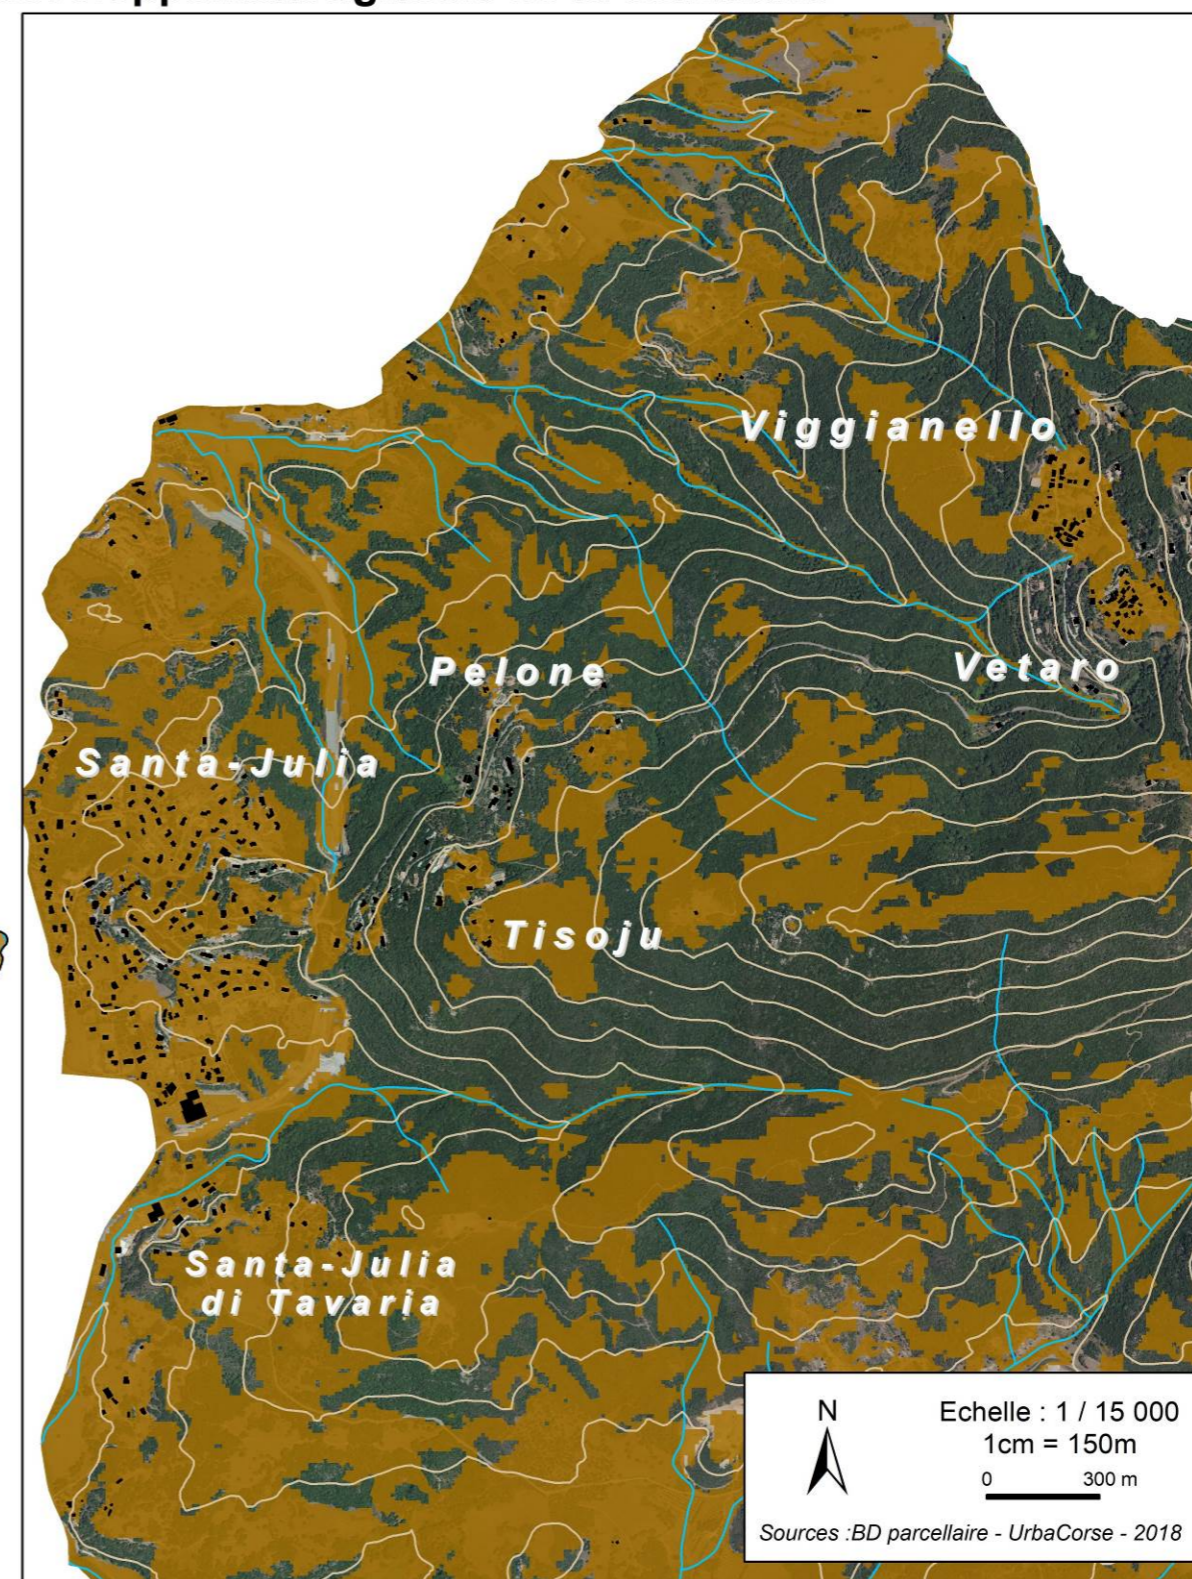 Viggianello
Pelone
Vetaro
Santa-Julia
Tisoju
Santa-Julia
di Tavaria
N
Echelle : 1 / 15 000
1cm = 150m
0 300 m
Sources :BD parcellaire - UrbaCorse - 2018